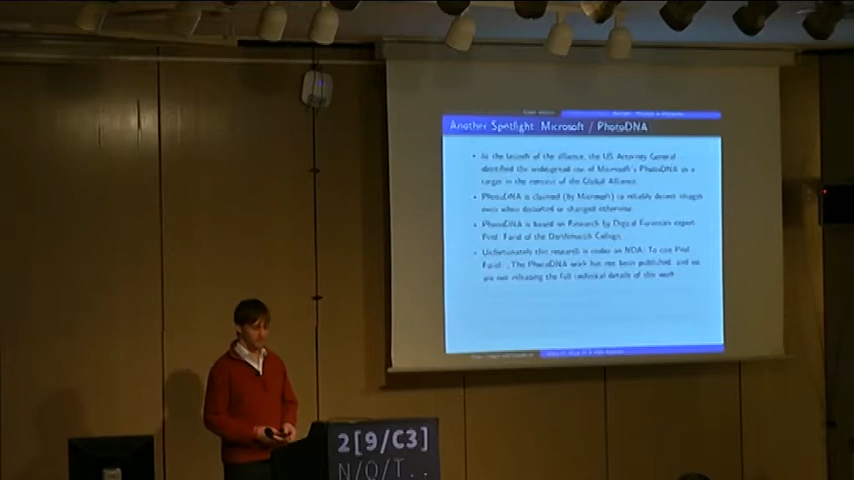 Another Spotlight: Microsoft / PhotoDNA
At the launch of the alliance, the US Attorney General
identified the widespread use of Microsoft's PhotoDNA as a
target in the context of the Global Alliance.
PhotoDNA is claimed (by Microsoft) to reliably detect images
even when distorted or changed otherwise.
PhotoDNA is based on Research by Digital Forensics expert
Prof. Farid of the Darthmouth College.
Unfortunately this research is under an NDA: To cite Prof.
Farid: "The PhotoDNA work has not been published, and we
are not releasing the full technical details of this work"
2[9/C3]
N/O/T...